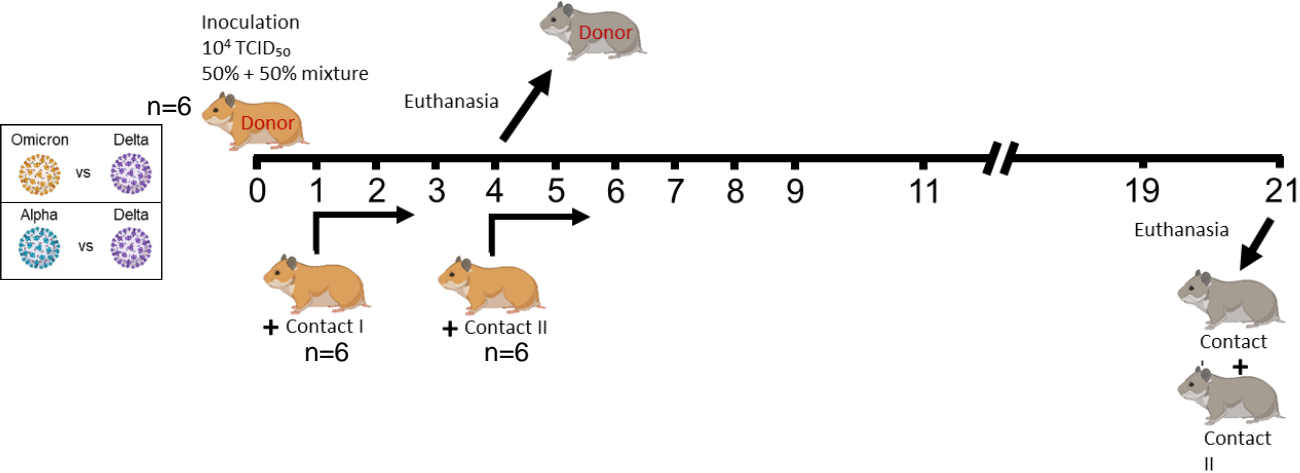 Inoculation
10⁴ TCID₅₀
50% + 50% mixture
n=6
Donor
Euthanasia
Donor
Omicron Delta
vs
Alpha Delta
vs
0 1 2 3 4 5 6 7 8 9 11 19 21
+ Contact I
n=6
+ Contact II
n=6
Euthanasia
Contact
+
Contact
II